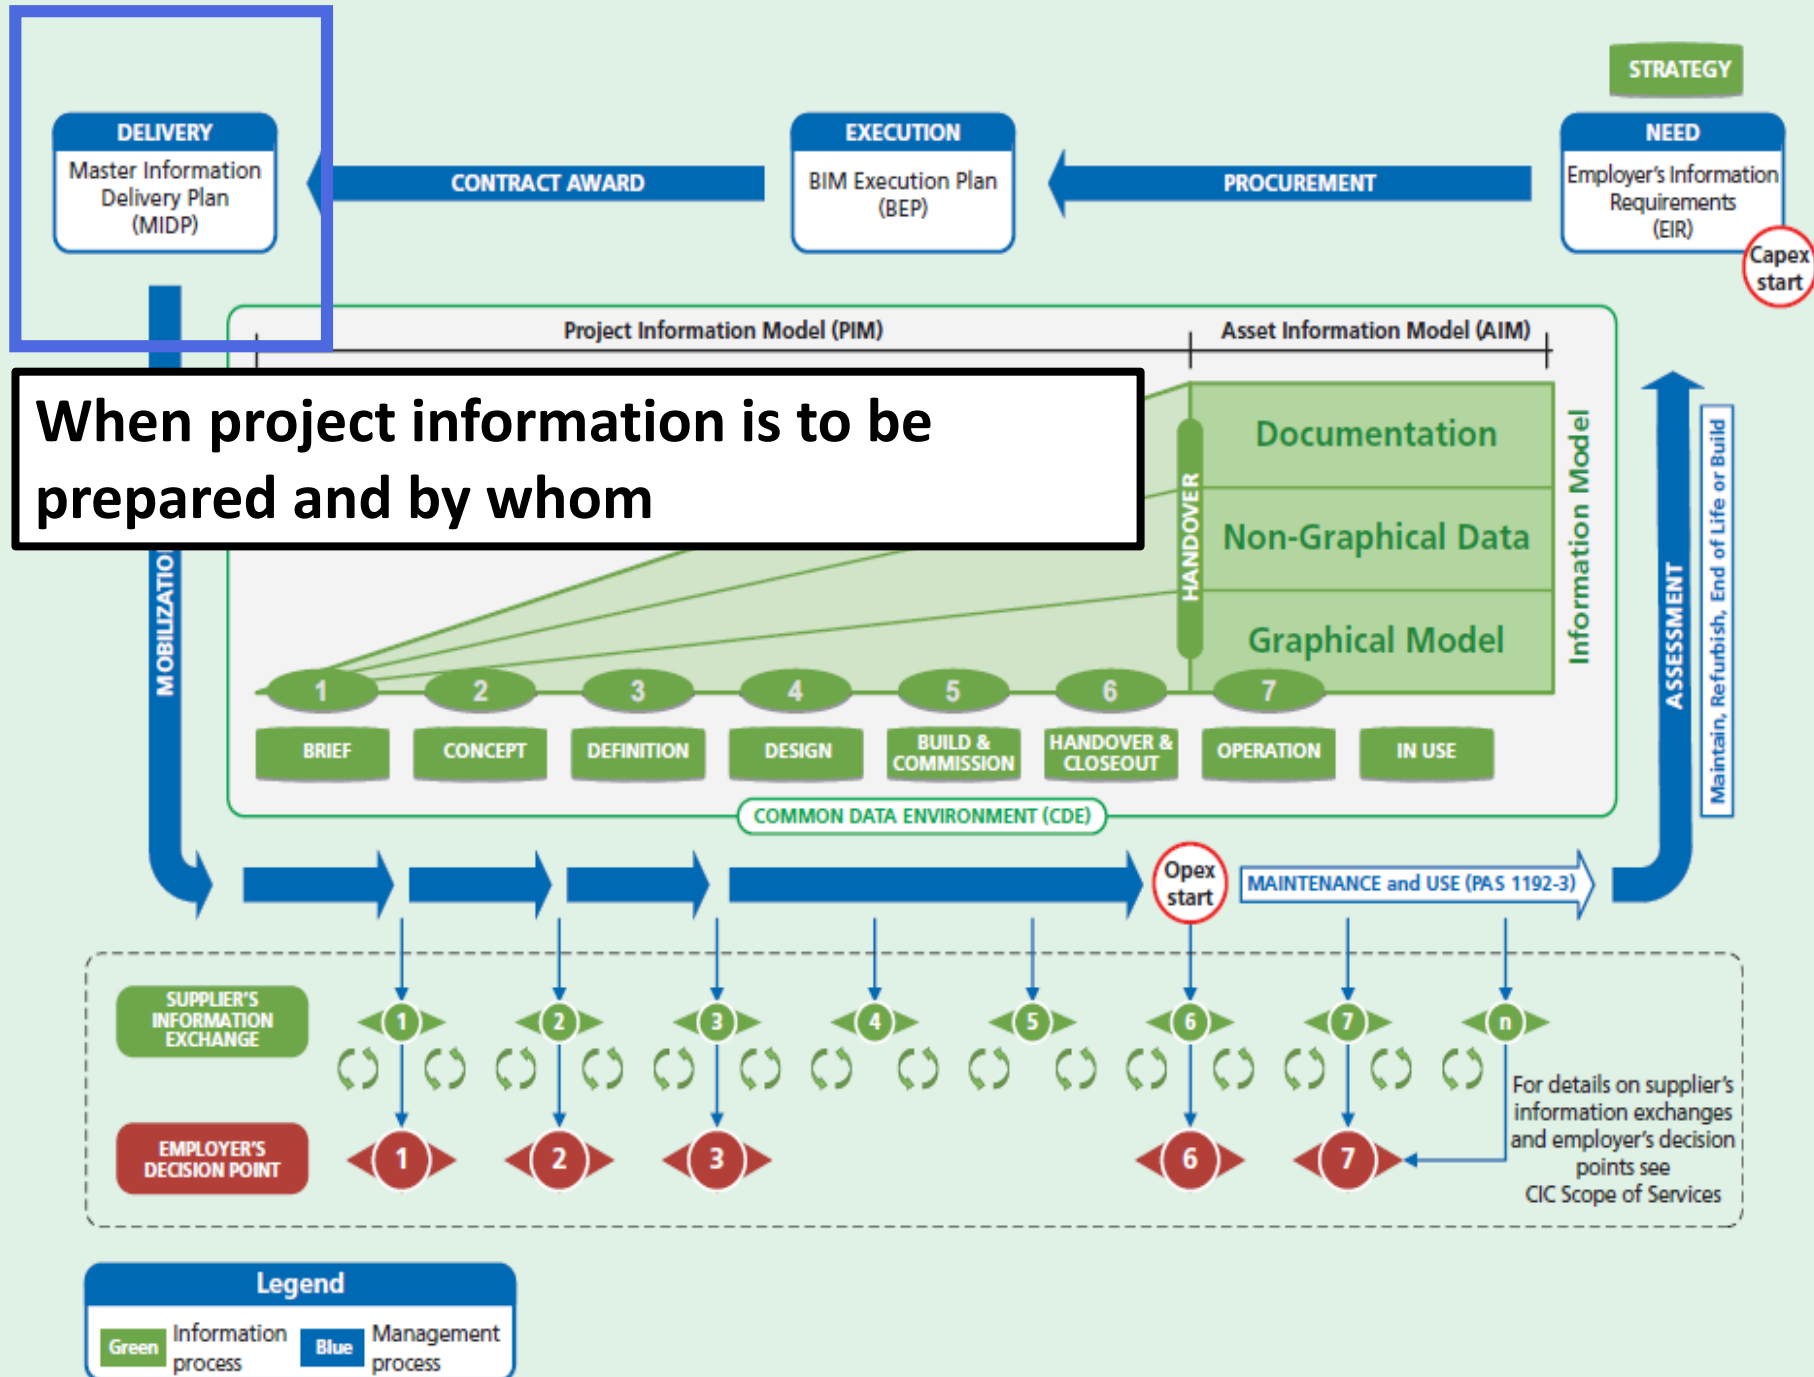 STRATEGY
DELIVERY
Master Information
Delivery Plan
(MIDP)
CONTRACT AWARD
EXECUTION
BIM Execution Plan
(BEP)
PROCUREMENT
NEED
Employer's Information
Requirements
(EIR)
Capex
start
Project Information Model (PIM)
Asset Information Model (AIM)
When project information is to be
prepared and by whom
MOBILIZATIO
HANDOVER
Documentation
Non-Graphical Data
Graphical Model
Information Model
ASSESSMENT
Maintain, Refurbish, End of Life or Build
1
2
3
4
5
6
7
BRIEF
CONCEPT
DEFINITION
DESIGN
BUILD &
COMMISSION
HANDOVER &
CLOSEOUT
OPERATION
IN USE
COMMON DATA ENVIRONMENT (CDE)
Opex
start
MAINTENANCE and USE (PAS 1192-3)
SUPPLIER'S
INFORMATION
EXCHANGE
1
2
3
4
5
6
7
n
For details on supplier's
information exchanges
and employer's decision
points see
CIC Scope of Services
EMPLOYER'S
DECISION POINT
1
2
3
6
7
Legend
Green
Information
process
Blue
Management
process